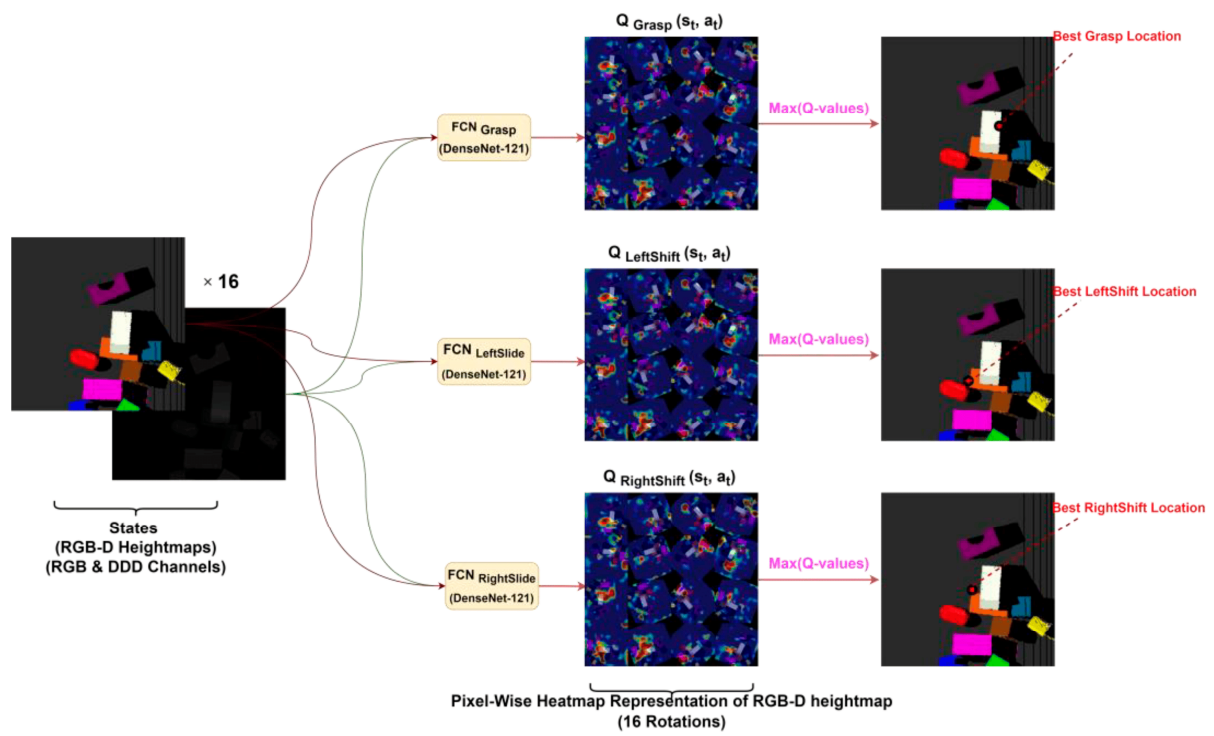 Q Grasp (st, at)
Best Grasp Location
FCN Grasp
(DenseNet-121)
Max(Q-values)
× 16
Q LeftShift (st, at)
Best LeftShift Location
FCN LeftSlide
(DenseNet-121)
Max(Q-values)
Q RightShift (st, at)
Best RightShift Location
States
(RGB-D Heightmaps)
(RGB & DDD Channels)
FCN RightSlide
(DenseNet-121)
Max(Q-values)
Pixel-Wise Heatmap Representation of RGB-D heightmap
(16 Rotations)